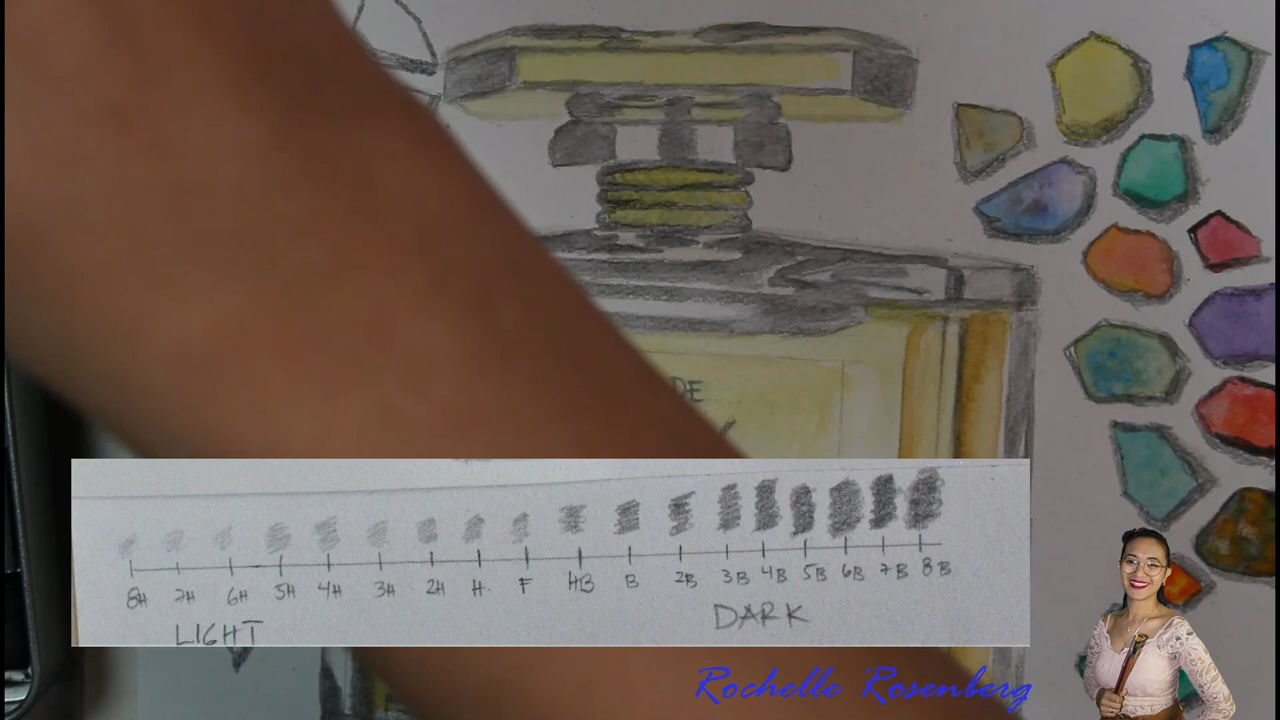 DE
8H 7H 6H 5H 4H 3H 2H H F HB B 2B 3B 4B 5B 6B 7B 8B
LIGHT DARK
Rochelle Rosenberg